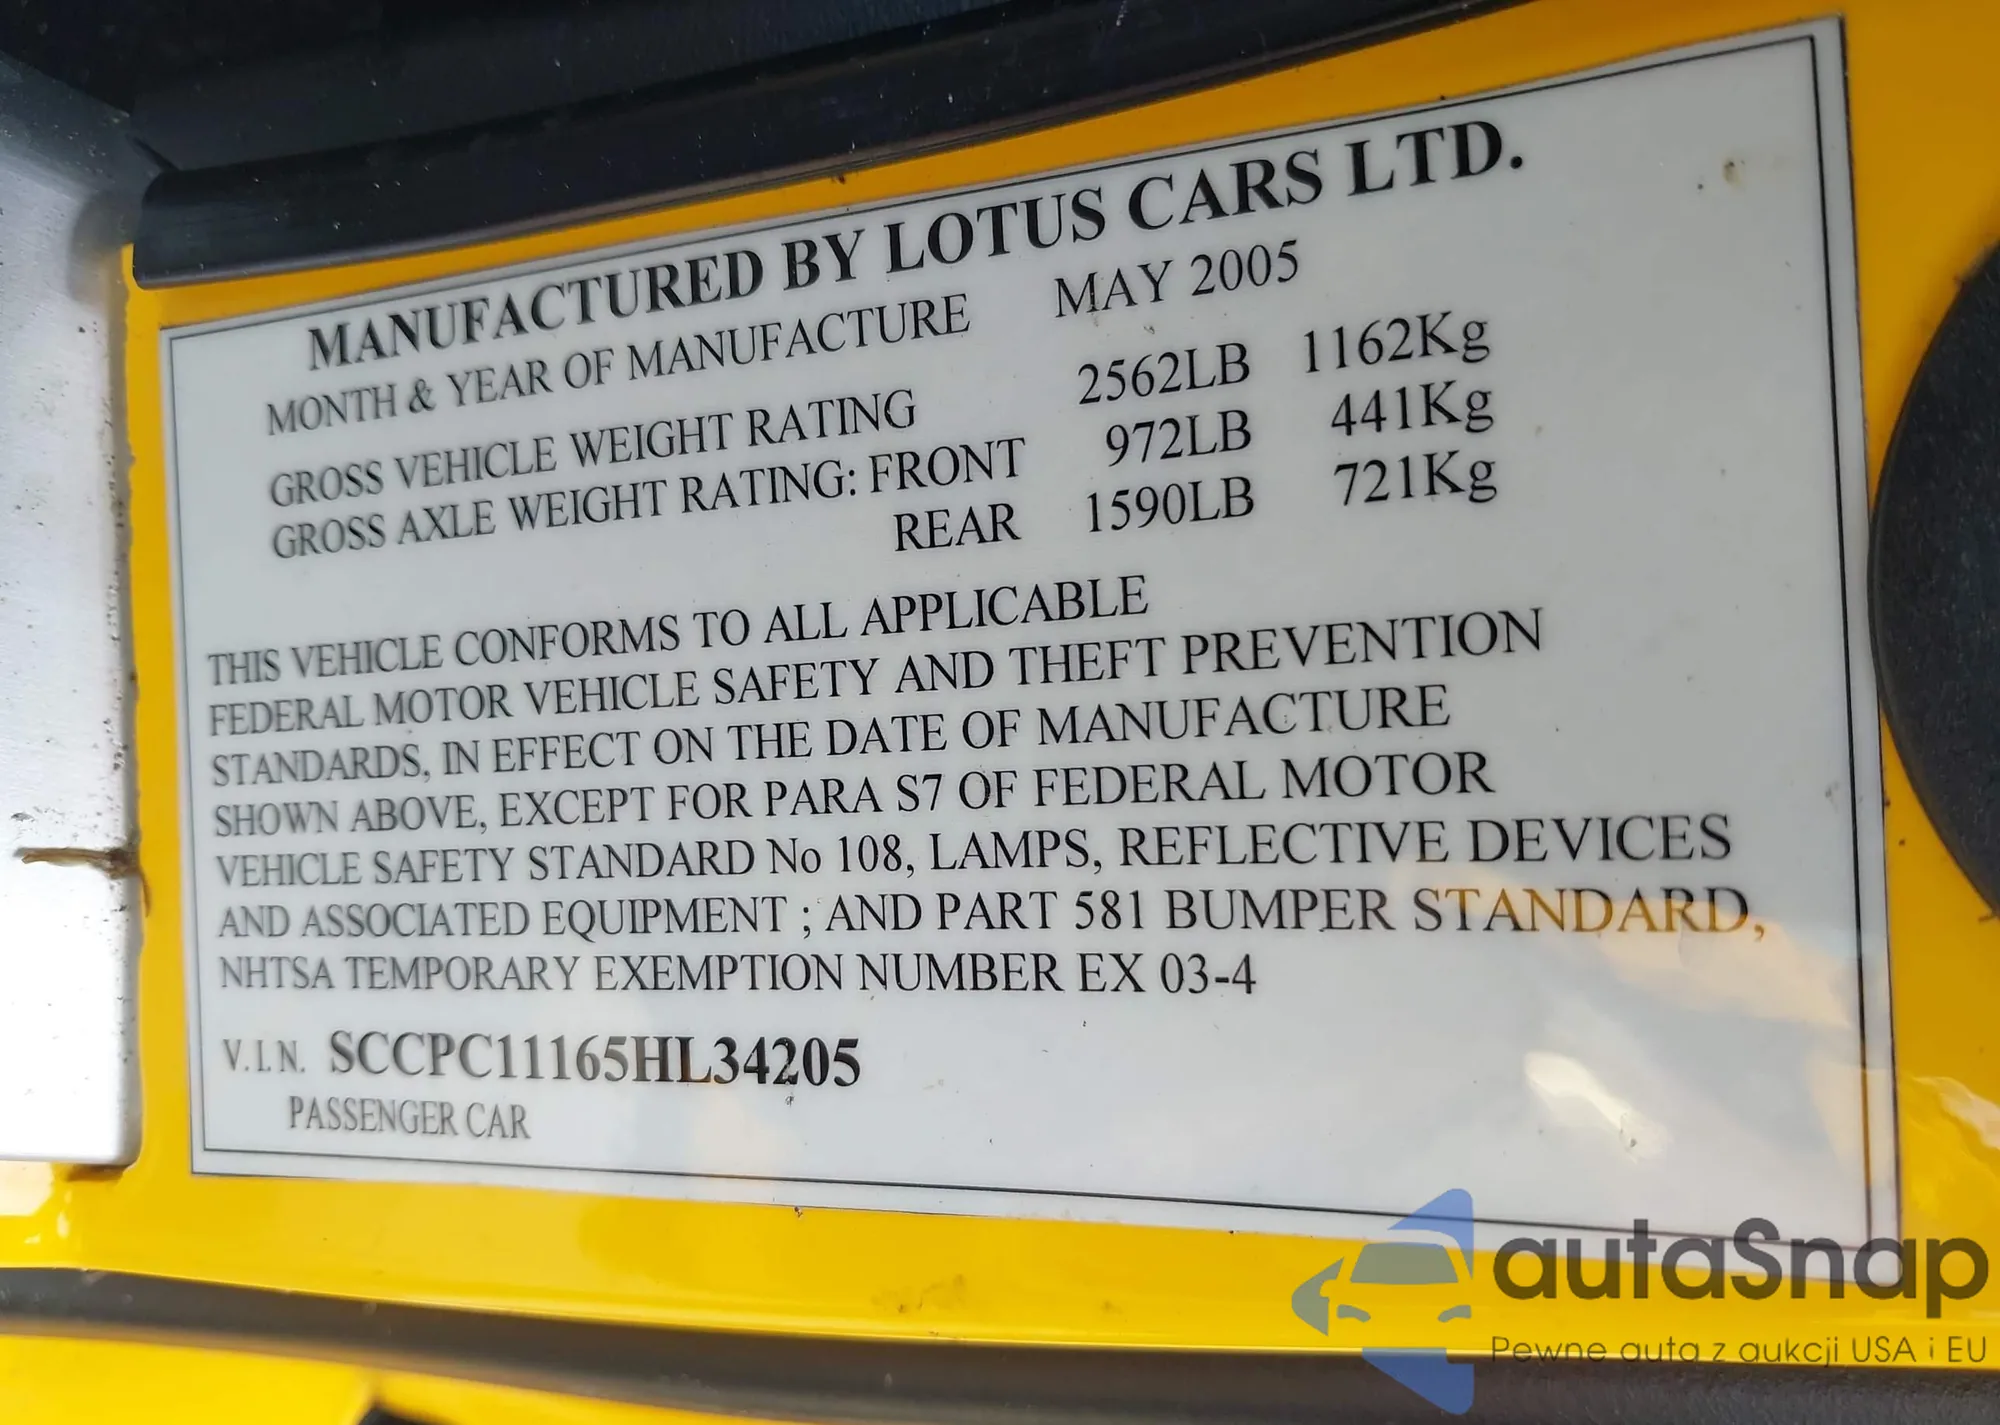 MANUFACTURED BY LOTUS CARS LTD.
MONTH & YEAR OF MANUFACTURE MAY 2005
GROSS VEHICLE WEIGHT RATING 2562LB 1162Kg
GROSS AXLE WEIGHT RATING: FRONT 972LB 441Kg
REAR 1590LB 721Kg
THIS VEHICLE CONFORMS TO ALL APPLICABLE
FEDERAL MOTOR VEHICLE SAFETY AND THEFT PREVENTION
STANDARDS, IN EFFECT ON THE DATE OF MANUFACTURE
SHOWN ABOVE, EXCEPT FOR PARA S7 OF FEDERAL MOTOR
VEHICLE SAFETY STANDARD No 108, LAMPS, REFLECTIVE DEVICES
AND ASSOCIATED EQUIPMENT ; AND PART 581 BUMPER STANDARD,
NHTSA TEMPORARY EXEMPTION NUMBER EX 03-4
V.I.N. SCCPC11165HL34205
PASSENGER CAR
autaSnap
Pewne auta z aukcji USA i EU